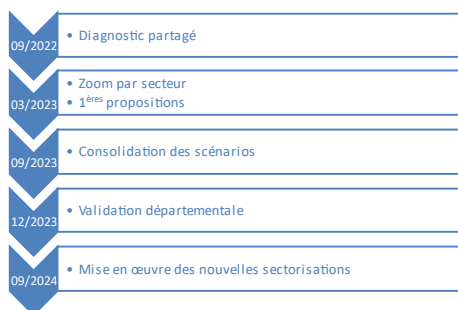 09/2022
• Diagnostic partagé
03/2023
• Zoom par secteur
• 1ères propositions
09/2023
• Consolidation des scénarios
12/2023
• Validation départementale
09/2024
• Mise en œuvre des nouvelles sectorisations